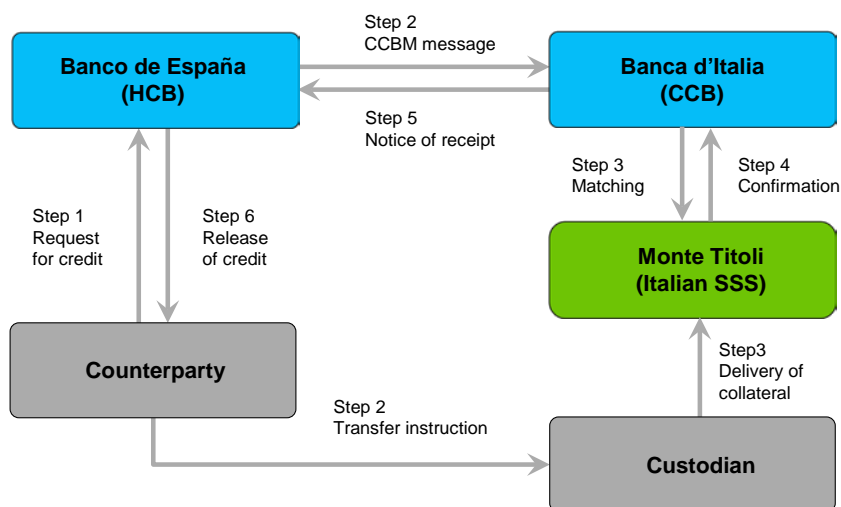 Step 2
CCBM message
Banco de España
(HCB)
Banca d'Italia
(CCB)
Step 5
Notice of receipt
Step 3
Matching
Step 4
Confirmation
Step 1
Request
for credit
Step 6
Release
of credit
Monte Titoli
(Italian SSS)
Counterparty
Step3
Delivery of
collateral
Step 2
Transfer instruction
Custodian